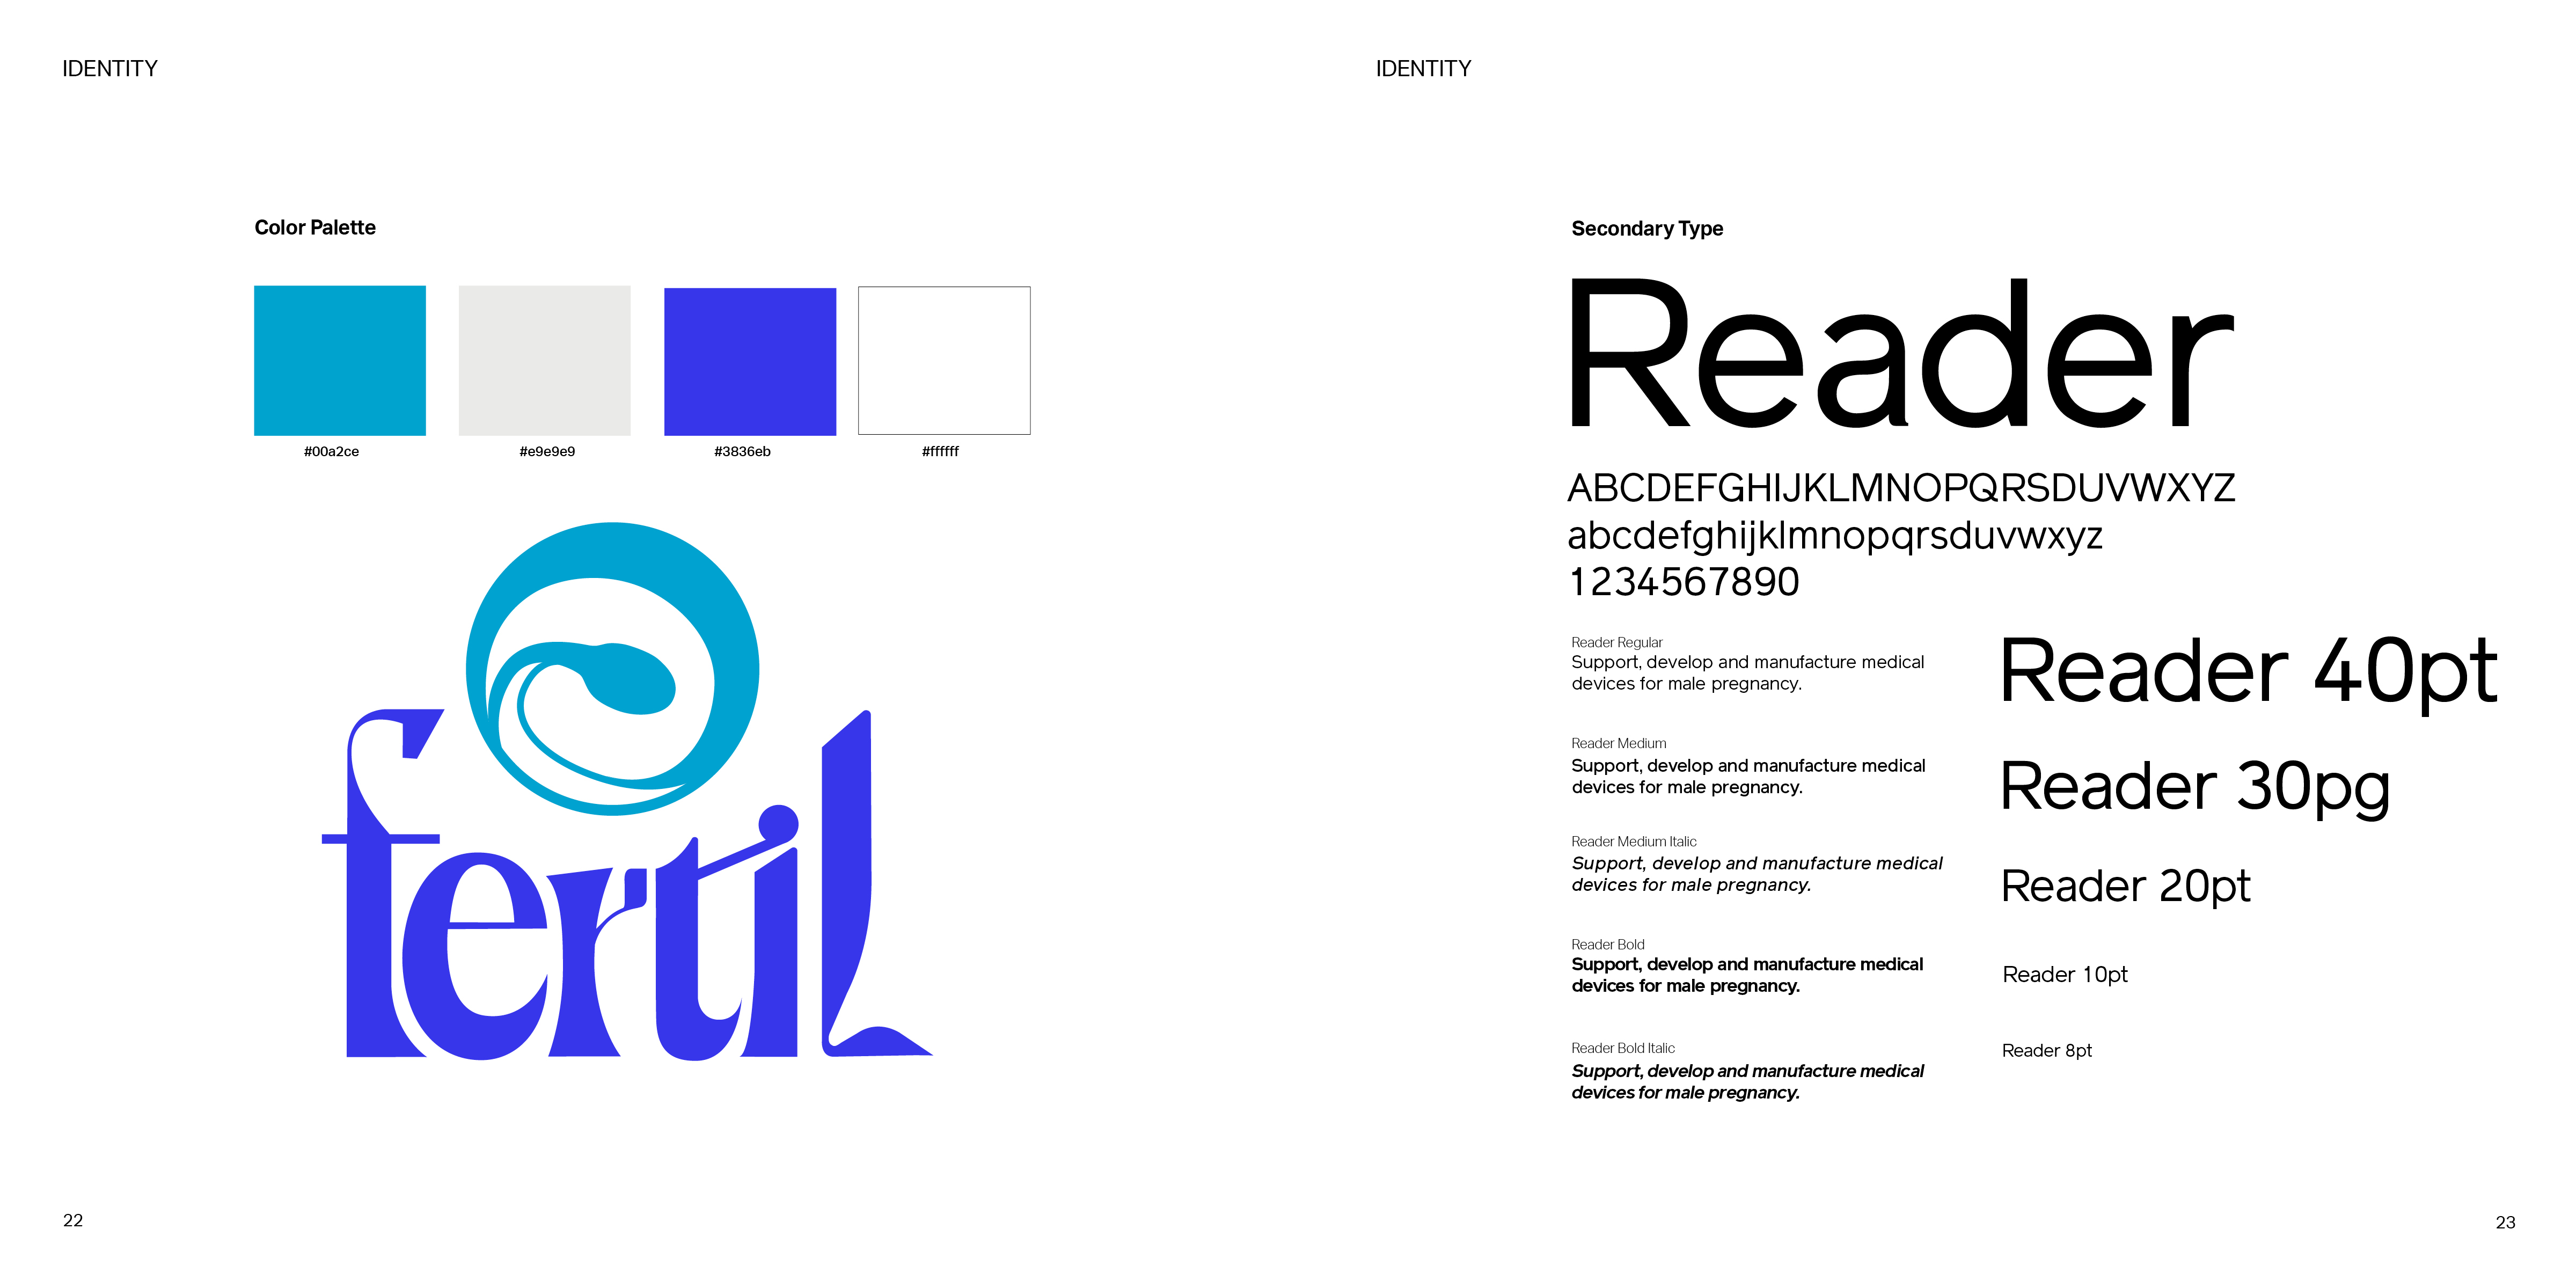 IDENTITY
Color Palette
#00a2ce
#e9e9e9
#3836eb
#ffffff
fertil
22
IDENTITY
Secondary Type
Reader
ABCDEFGHIJKLMNOPQRSDUVWXYZ
abcdefghijklmnopqrsduvwxyz
1234567890
Reader Regular
Support, develop and manufacture medical
devices for male pregnancy.
Reader Medium
Support, develop and manufacture medical
devices for male pregnancy.
Reader Medium Italic
Support, develop and manufacture medical
devices for male pregnancy.
Reader Bold
Support, develop and manufacture medical
devices for male pregnancy.
Reader Bold Italic
Support, develop and manufacture medical
devices for male pregnancy.
Reader 40pt
Reader 30pg
Reader 20pt
Reader 10pt
Reader 8pt
23